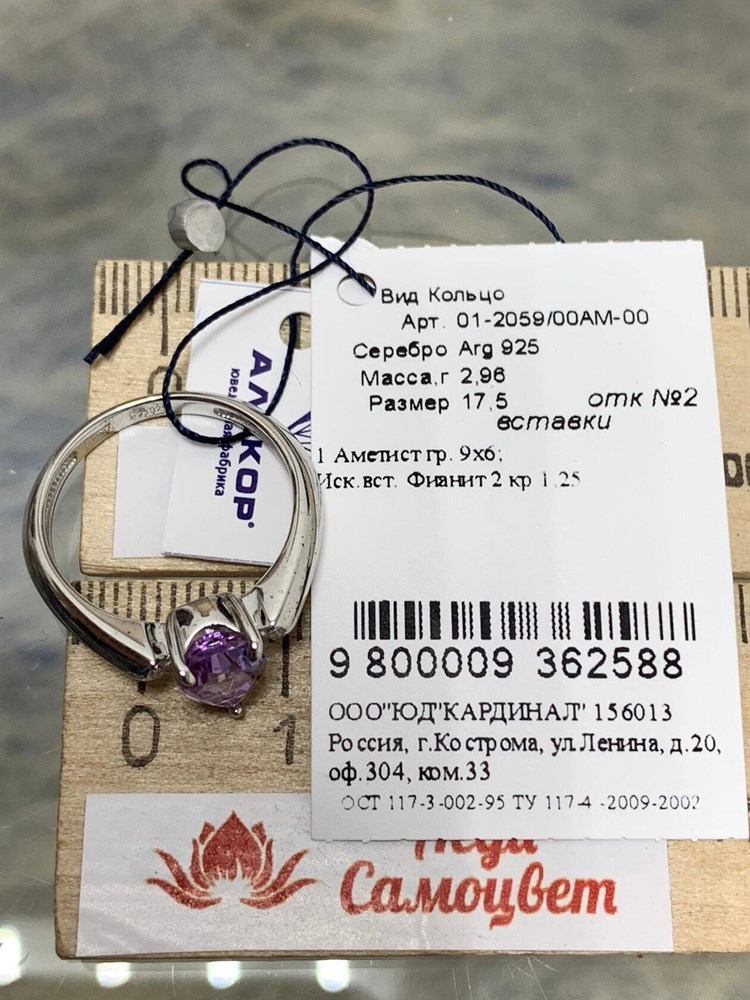 Вид Кольцо
Арт. 01-2059/00АМ-00
Серебро Arg 925
Масса,г 2,96
Размер 17,5 отк №2
вставки
1 Аметист гр. 9х6;
Иск.вст. Фианит 2 кр 1.25
9 800009 362588
ООО"ЮД"КАРДИНАЛ" 156013
Россия, г.Кострома, ул.Ленина, д.20,
оф.304, ком.33
ОСТ 117-3-002-95 ТУ 117-4 -2009-2002
0 1
Самоцвет